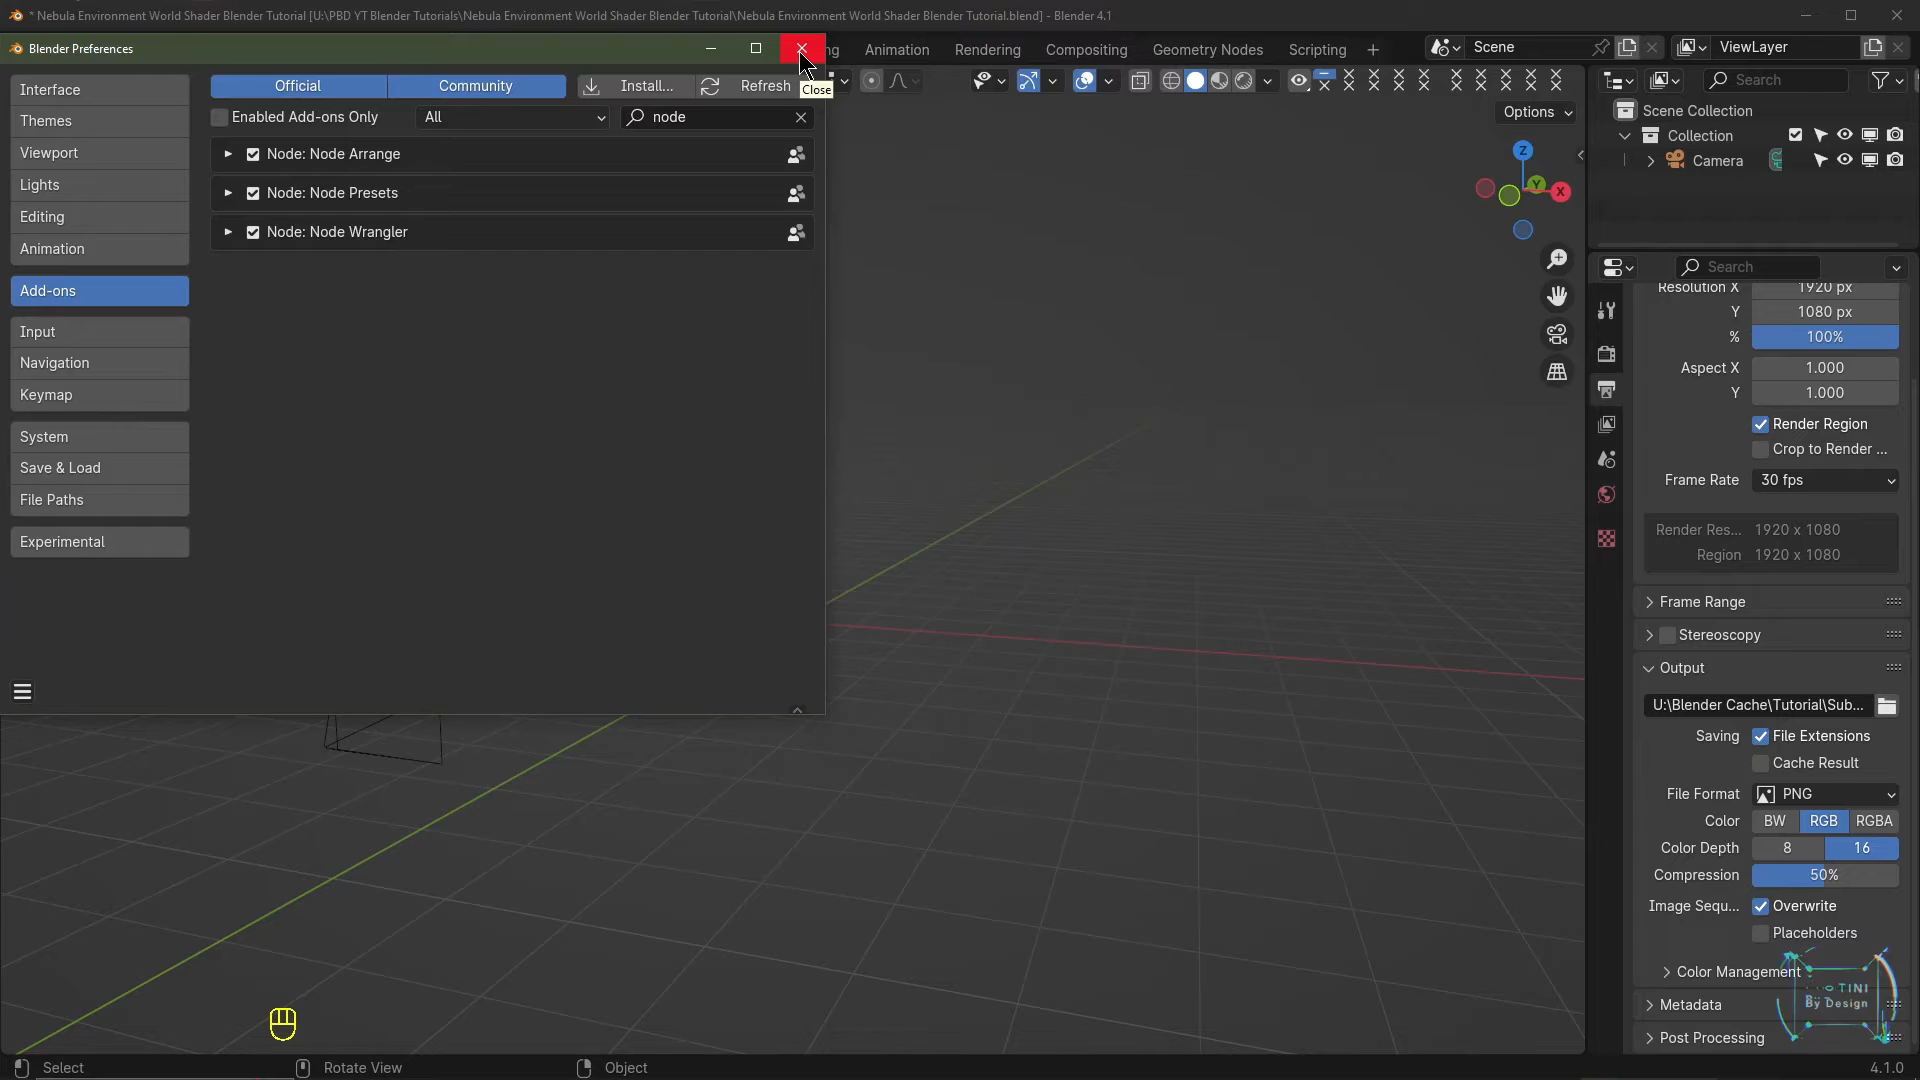 * Nebula Environment World Shader Blender Tutorial [U:\PBD YT Blender Tutorials\Nebula Environment World Shader Blender Tutorial\Nebula Environment World Shader Blender Tutorial.blend] - Blender 4.1
Blender Preferences
ng
Animation
Rendering
Compositing
Geometry Nodes
Scripting
Scene
ViewLayer
Interface
Themes
Viewport
Lights
Editing
Animation
Add-ons
Input
Navigation
Keymap
System
Save & Load
File Paths
Experimental
Official
Community
Install...
Refresh
Close
Enabled Add-ons Only
All
node
Node: Node Arrange
Node: Node Presets
Node: Node Wrangler
Options
Z
Y
X
Search
Scene Collection
Collection
Camera
Search
Resolution X 1920 px
Y 1080 px
% 100%
Aspect X 1.000
Y 1.000
Render Region
Crop to Render ...
Frame Rate 30 fps
Render Res... 1920 x 1080
Region 1920 x 1080
Frame Range
Stereoscopy
Output
U:\Blender Cache\Tutorial\Sub...
Saving File Extensions
Cache Result
File Format PNG
Color BW RGB RGBA
Color Depth 8 16
Compression 50%
Image Sequ... Overwrite
Placeholders
Color Management
Metadata
Post Processing
TINI
By Design
Select
Rotate View
Object
4.1.0